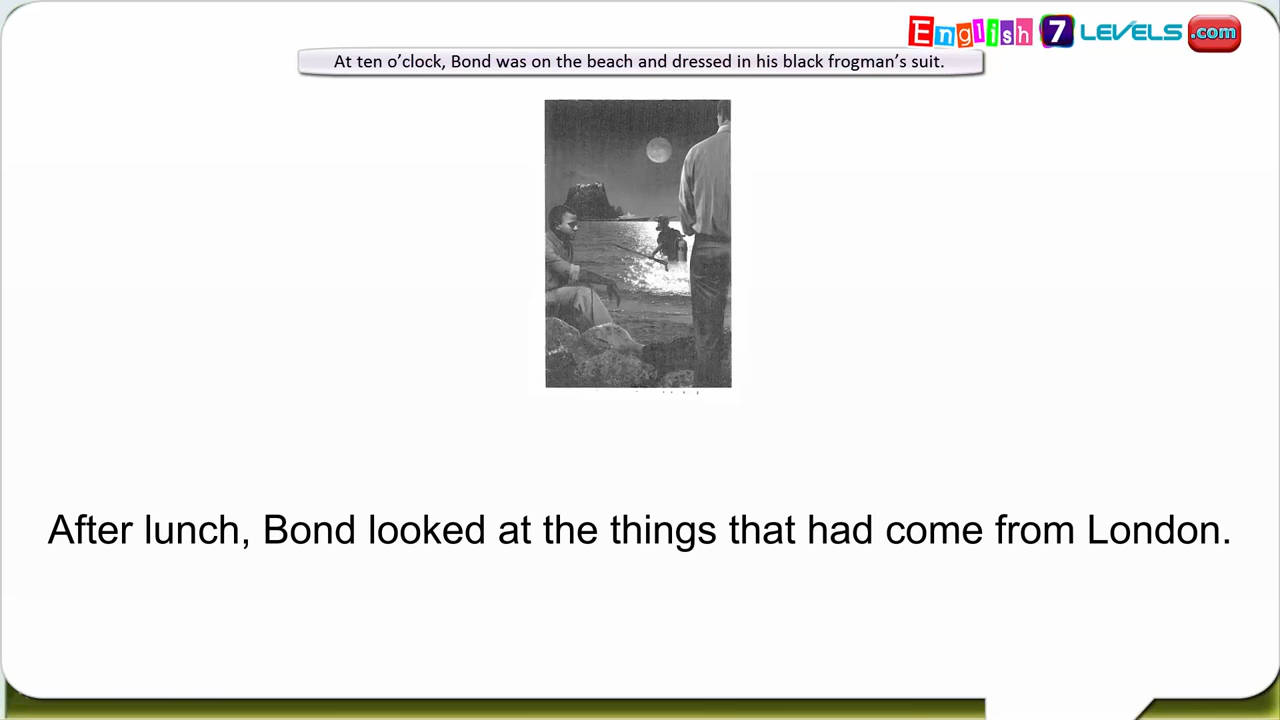 English 7 LEVELS .com
At ten o’clock, Bond was on the beach and dressed in his black frogman’s suit.
After lunch, Bond looked at the things that had come from London.